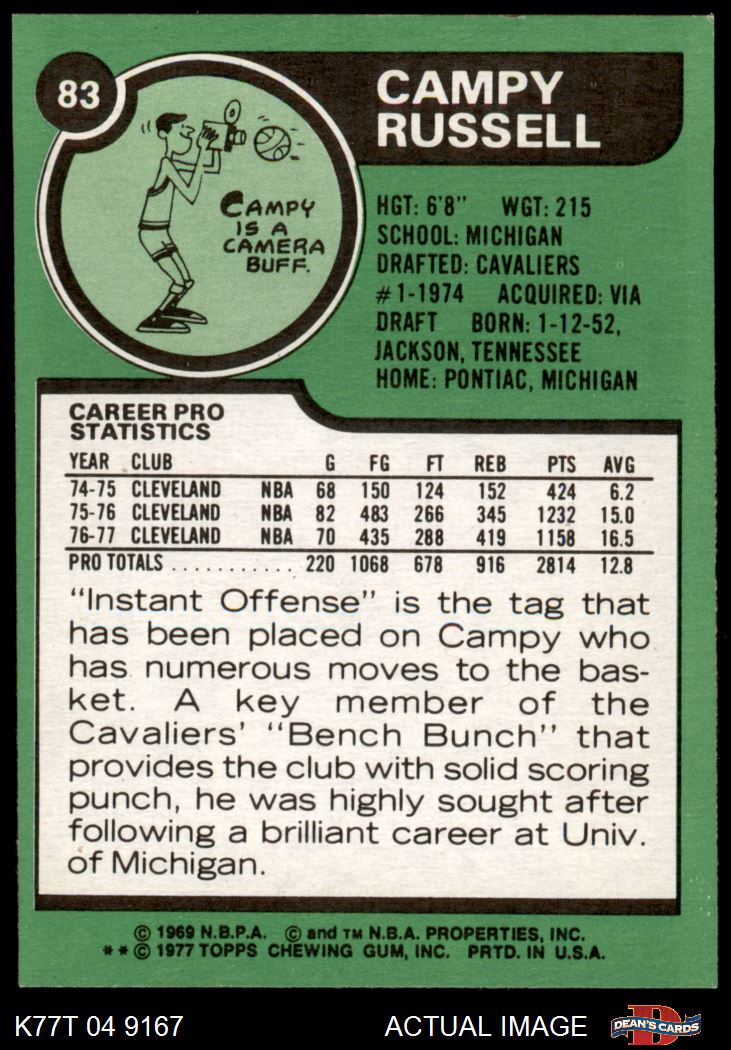 83
CAMPY
RUSSELL
CAMPY
IS A
CAMERA
BUFF.
HGT: 6'8" WGT: 215
SCHOOL: MICHIGAN
DRAFTED: CAVALIERS
#1-1974 ACQUIRED: VIA
DRAFT BORN: 1-12-52,
JACKSON, TENNESSEE
HOME: PONTIAC, MICHIGAN
CAREER PRO
STATISTICS
YEAR CLUB G FG FT REB PTS AVG
74-75 CLEVELAND NBA 68 150 124 152 424 6.2
75-76 CLEVELAND NBA 82 483 266 345 1232 15.0
76-77 CLEVELAND NBA 70 435 288 419 1158 16.5
PRO TOTALS ........... 220 1068 678 916 2814 12.8
"Instant Offense" is the tag that
has been placed on Campy who
has numerous moves to the bas-
ket. A key member of the
Cavaliers' "Bench Bunch" that
provides the club with solid scoring
punch, he was highly sought after
following a brilliant career at Univ.
of Michigan.
© 1969 N.B.P.A. © and TM N.B.A. PROPERTIES, INC.
**© 1977 TOPPS CHEWING GUM, INC. PRTD. IN U.S.A.
K77T 04 9167 ACTUAL IMAGE
D
DEAN'S CARDS